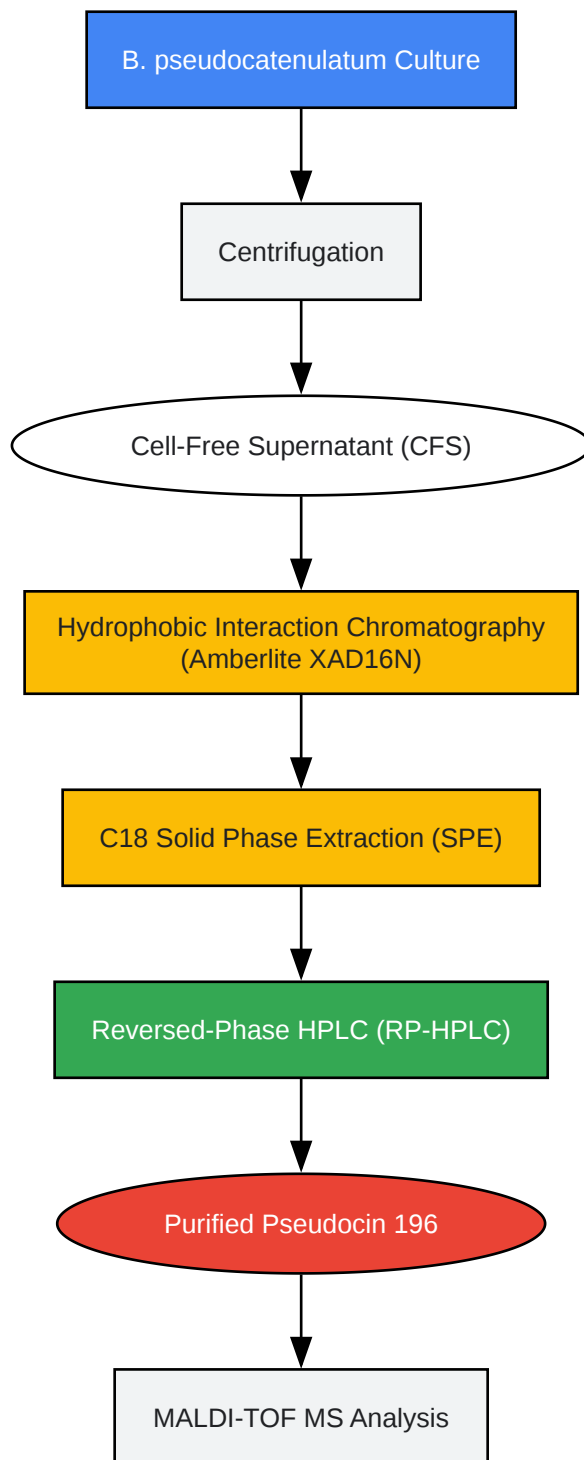 B. pseudocatenulatum Culture
Centrifugation
Cell-Free Supernatant (CFS)
Hydrophobic Interaction Chromatography
(Amberlite XAD16N)
C18 Solid Phase Extraction (SPE)
Reversed-Phase HPLC (RP-HPLC)
Purified Pseudocin 196
MALDI-TOF MS Analysis